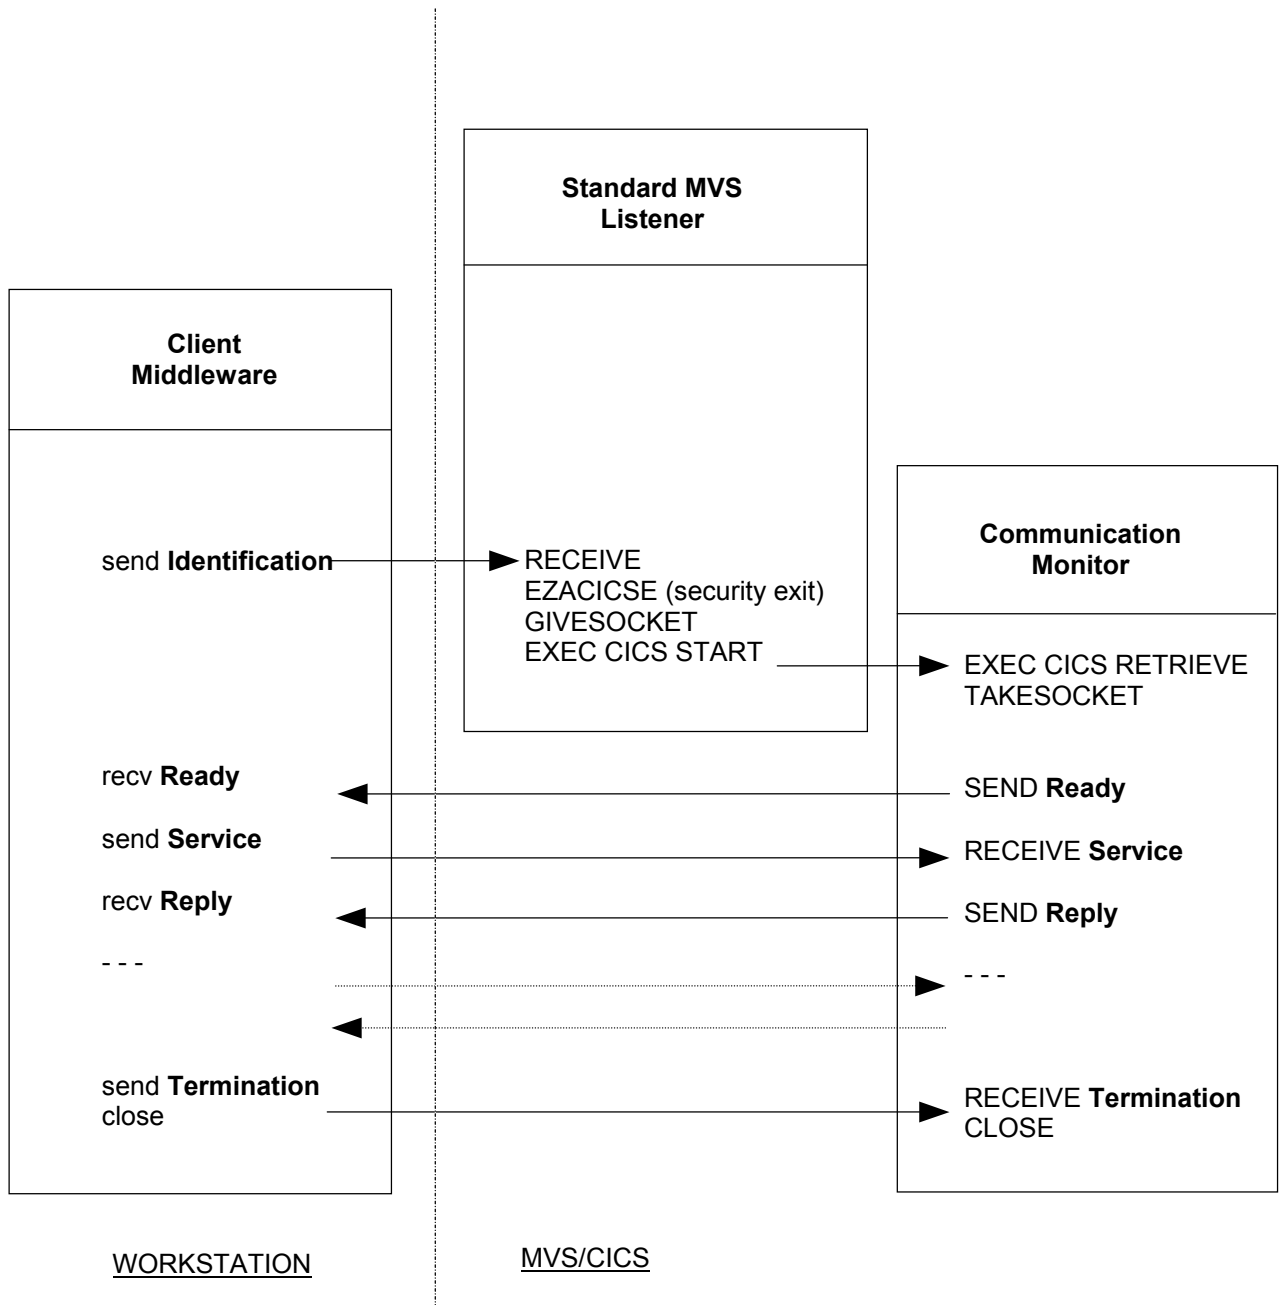 Standard MVS
Listener
Client
Middleware
Communication
Monitor
send Identification
RECEIVE
EZACICSE (security exit)
GIVESOCKET
EXEC CICS START
EXEC CICS RETRIEVE
TAKESOCKET
recv Ready
SEND Ready
send Service
RECEIVE Service
recv Reply
SEND Reply
- - -
- - -
send Termination
close
RECEIVE Termination
CLOSE
WORKSTATION
MVS/CICS